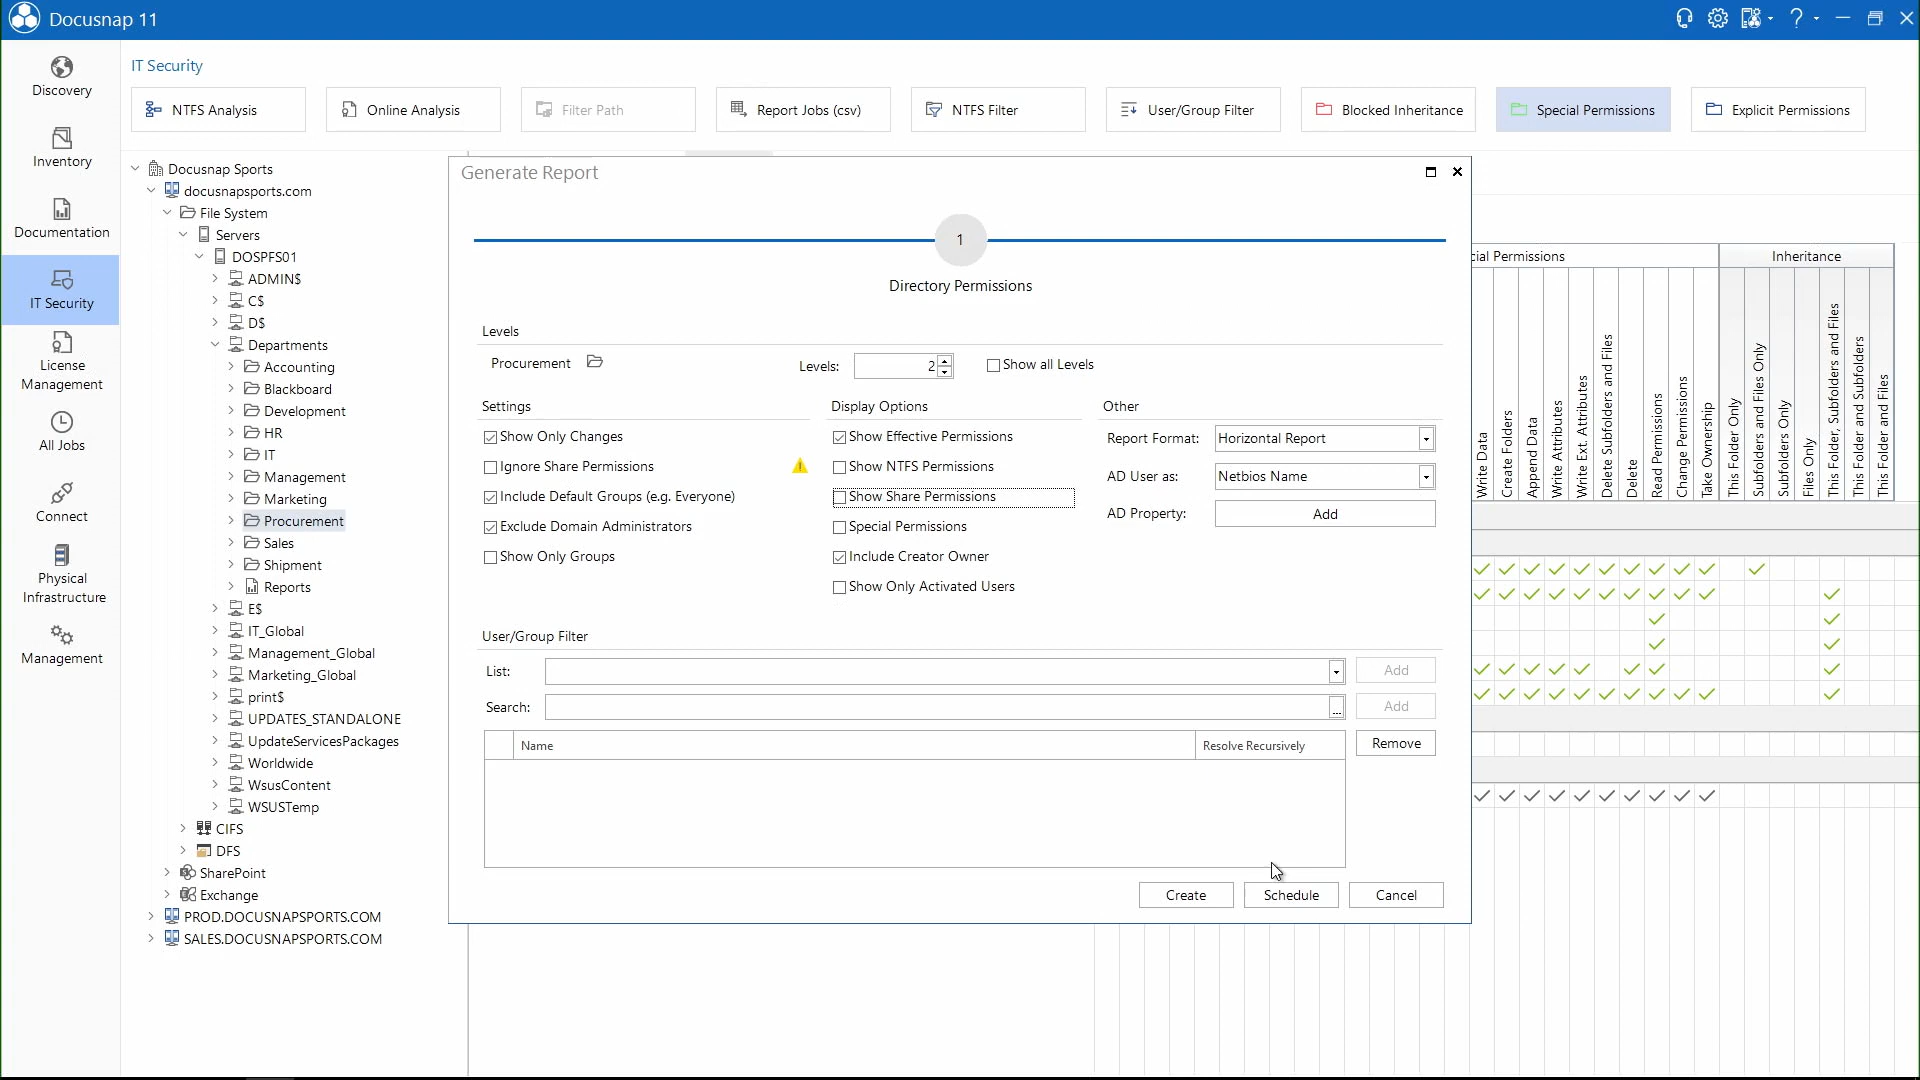 Docusnap 11
Discovery
Inventory
Documentation
IT Security
License
Management
All Jobs
Connect
Physical
Infrastructure
Management
IT Security
NTFS Analysis
Online Analysis
Filter Path
Report Jobs (csv)
NTFS Filter
User/Group Filter
Blocked Inheritance
Special Permissions
Explicit Permissions
Docusnap Sports
docusnapsports.com
File System
Servers
DOSPFS01
ADMIN$
C$
D$
Departments
Accounting
Blackboard
Development
HR
IT
Management
Marketing
Procurement
Sales
Shipment
Reports
E$
IT_Global
Management_Global
Marketing_Global
print$
UPDATES_STANDALONE
UpdateServicesPackages
Worldwide
WsusContent
WSUSTemp
CIFS
DFS
SharePoint
Exchange
PROD.DOCUSNAPSPORTS.COM
SALES.DOCUSNAPSPORTS.COM
Generate Report
1
Directory Permissions
Levels
Procurement
Levels: 2
Show all Levels
Settings
Show Only Changes
Ignore Share Permissions
Include Default Groups (e.g. Everyone)
Exclude Domain Administrators
Show Only Groups
Display Options
Show Effective Permissions
Show NTFS Permissions
Show Share Permissions
Special Permissions
Include Creator Owner
Show Only Activated Users
Other
Report Format: Horizontal Report
AD User as: Netbios Name
AD Property: Add
User/Group Filter
List: Add
Search: ... Add
Name Resolve Recursively Remove
Create Schedule Cancel
cial Permissions
Inheritance
Write Data
Create Folders
Append Data
Write Attributes
Write Ext. Attributes
Delete Subfolders and Files
Delete
Read Permissions
Change Permissions
Take Ownership
This Folder Only
Subfolders and Files Only
Subfolders Only
Files Only
This Folder, Subfolders and Files
This Folder and Subfolders
This Folder and Files